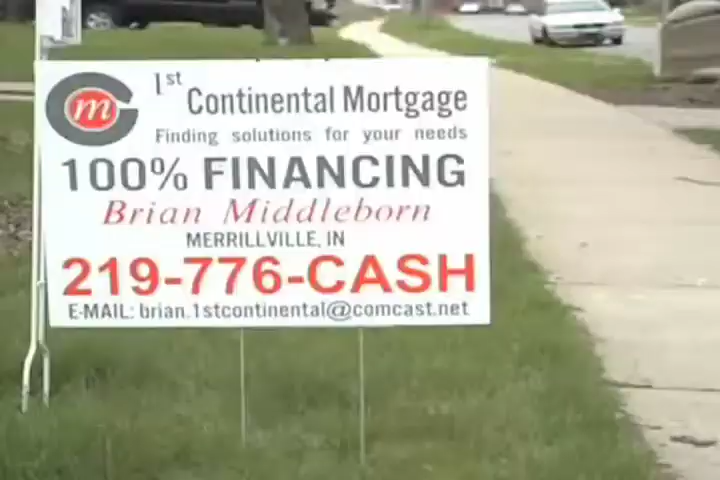 m
1st Continental Mortgage
Finding solutions for your needs
100% FINANCING
Brian Middleborn
MERRILLVILLE, IN
219-776-CASH
E-MAIL: brian.1stcontinental@comcast.net